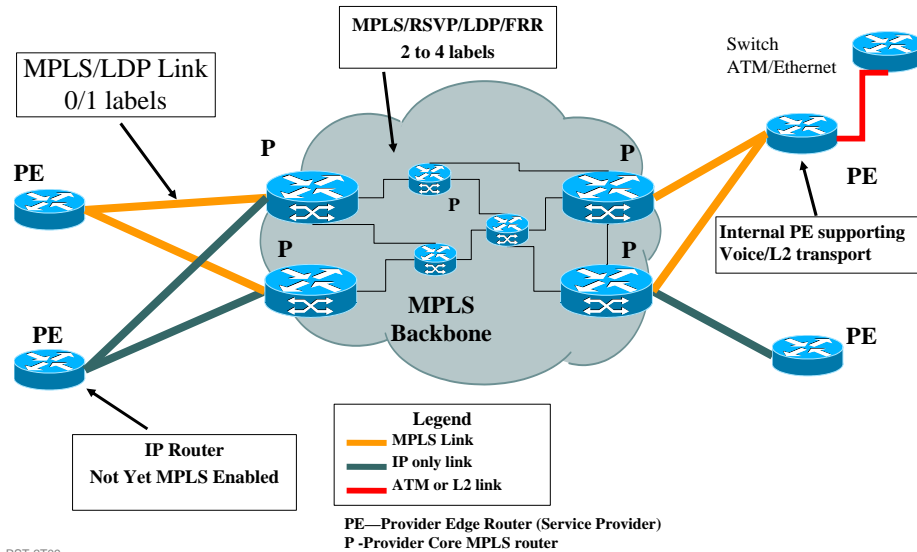 MPLS/RSVP/LDP/FRR
2 to 4 labels
Switch
ATM/Ethernet
MPLS/LDP Link
0/1 labels
P
P
PE
PE
P
Internal PE supporting
Voice/L2 transport
P
P
MPLS
Backbone
PE
PE
IP Router
Not Yet MPLS Enabled
Legend
MPLS Link
IP only link
ATM or L2 link
PE—Provider Edge Router (Service Provider)
P -Provider Core MPLS router